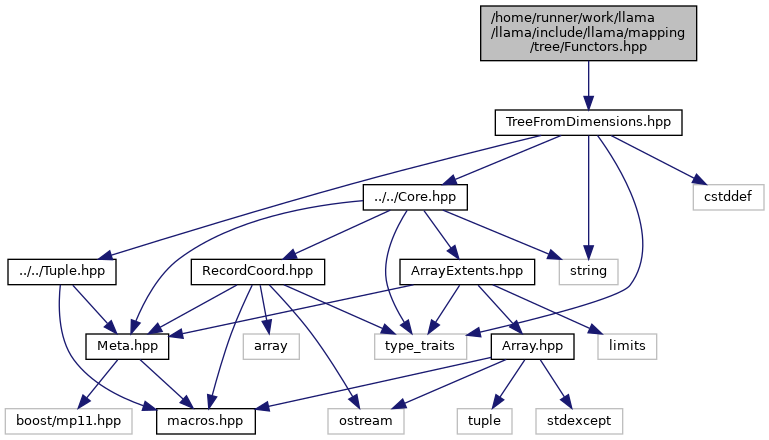 /home/runner/work/llama
/llama/include/llama/mapping
/tree/Functors.hpp
TreeFromDimensions.hpp
../../Core.hpp
cstddef
../../Tuple.hpp
RecordCoord.hpp
ArrayExtents.hpp
string
Meta.hpp
array
type_traits
Array.hpp
limits
boost/mp11.hpp
macros.hpp
ostream
tuple
stdexcept